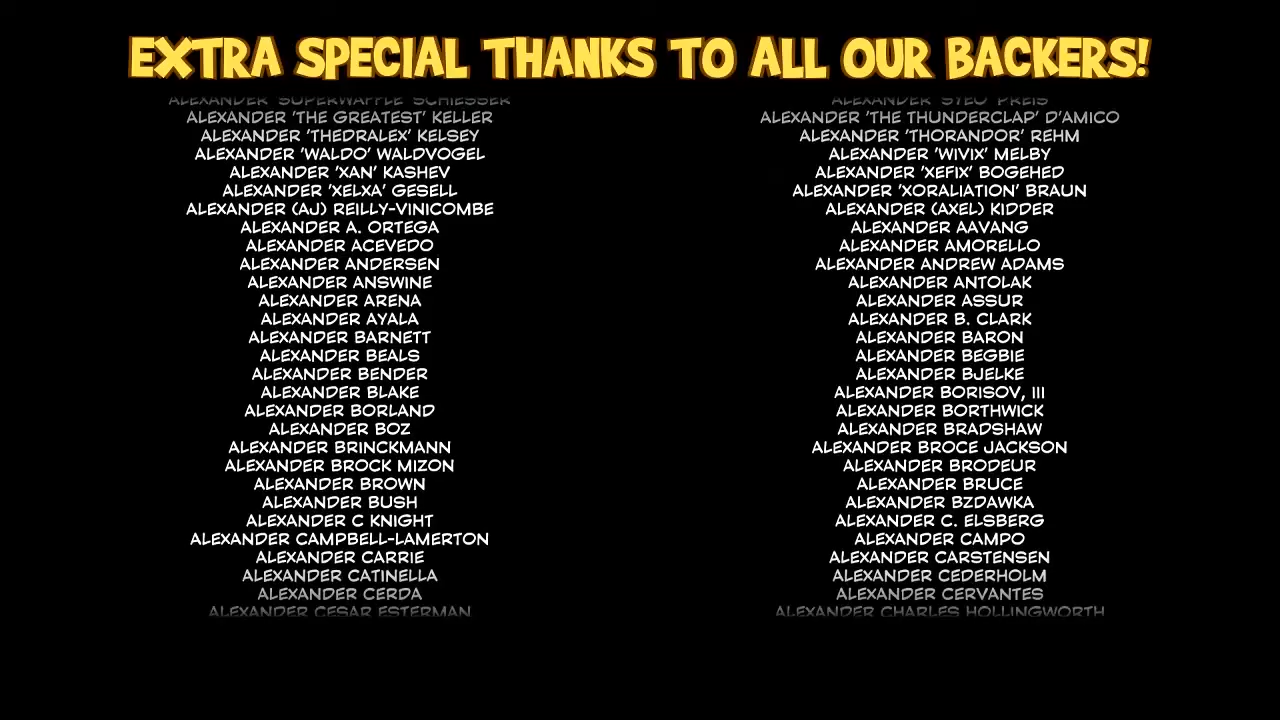 EXTRA SPECIAL THANKS TO ALL OUR BACKERS!
ALEXANDER 'SUPERWAFFLE' SCHIESSER
ALEXANDER 'THE GREATEST' KELLER
ALEXANDER 'THEDRALEX' KELSEY
ALEXANDER 'WALDO' WALDVOGEL
ALEXANDER 'XAN' KASHEV
ALEXANDER 'XELXA' GESELL
ALEXANDER (AJ) REILLY-VINICOMBE
ALEXANDER A. ORTEGA
ALEXANDER ACEVEDO
ALEXANDER ANDERSEN
ALEXANDER ANSWINE
ALEXANDER ARENA
ALEXANDER AYALA
ALEXANDER BARNETT
ALEXANDER BEALS
ALEXANDER BENDER
ALEXANDER BLAKE
ALEXANDER BORLAND
ALEXANDER BOZ
ALEXANDER BRINCKMANN
ALEXANDER BROCK MIZON
ALEXANDER BROWN
ALEXANDER BUSH
ALEXANDER C KNIGHT
ALEXANDER CAMPBELL-LAMERTON
ALEXANDER CARRIE
ALEXANDER CATINELLA
ALEXANDER CERDA
ALEXANDER CESAR ESTERMAN
ALEXANDER 'SYEO' PREIS
ALEXANDER 'THE THUNDERCLAP' D'AMICO
ALEXANDER 'THORANDOR' REHM
ALEXANDER 'WIVIX' MELBY
ALEXANDER 'XEFIX' BOGEHED
ALEXANDER 'XORALIATION' BRAUN
ALEXANDER (AXEL) KIDDER
ALEXANDER AAVANG
ALEXANDER AMORELLO
ALEXANDER ANDREW ADAMS
ALEXANDER ANTOLAK
ALEXANDER ASSUR
ALEXANDER B. CLARK
ALEXANDER BARON
ALEXANDER BEGBIE
ALEXANDER BJELKE
ALEXANDER BORISOV, III
ALEXANDER BORTHWICK
ALEXANDER BRADSHAW
ALEXANDER BROCE JACKSON
ALEXANDER BRODEUR
ALEXANDER BRUCE
ALEXANDER BZDAWKA
ALEXANDER C. ELSBERG
ALEXANDER CAMPO
ALEXANDER CARSTENSEN
ALEXANDER CEDERHOLM
ALEXANDER CERVANTES
ALEXANDER CHARLES HOLLINGWORTH